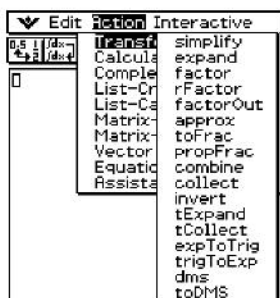 Edit Action Interactive
Transf simplify
Calcula expand
Comple factor
List-Cr rFactor
List-Ca factorOut
Matrix- approx
Matrix- toFrac
Vector propFrac
Equatio combine
Assista collect
invert
tExpand
tCollect
expToTrig
trigToExp
dms
toDMS